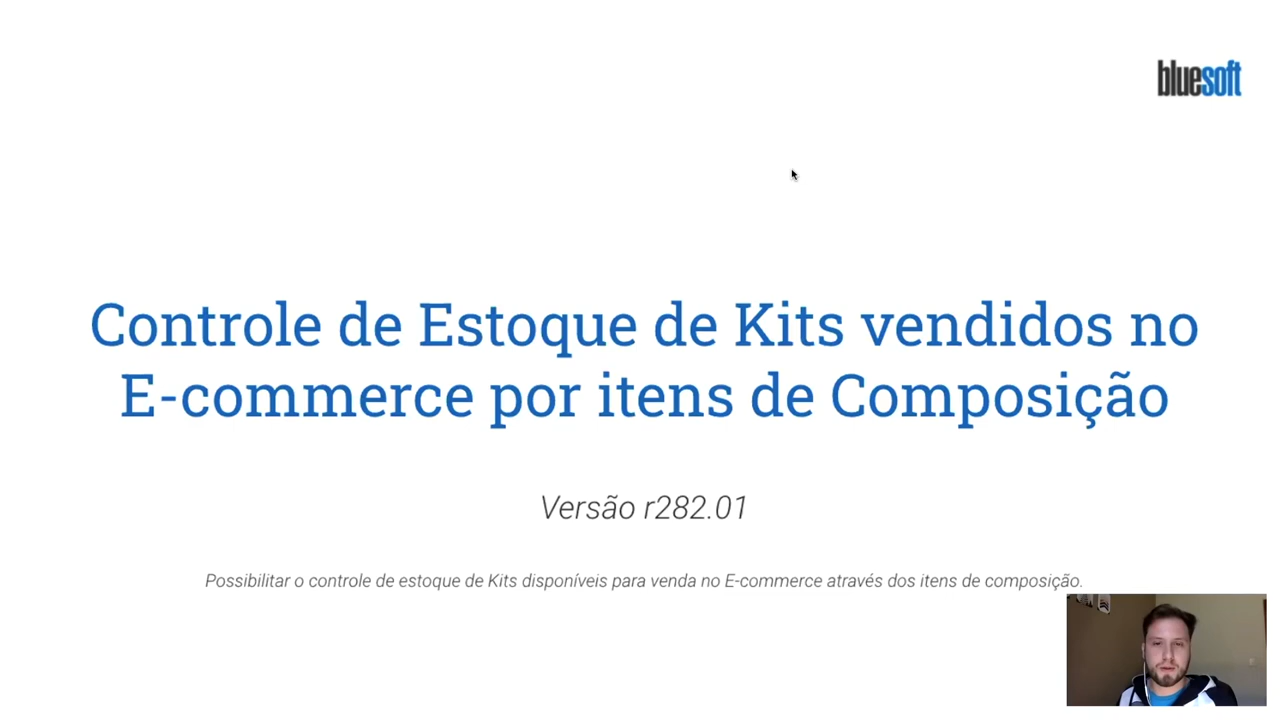 bluesoft
Controle de Estoque de Kits vendidos no
E-commerce por itens de Composição
Versão r282.01
Possibilitar o controle de estoque de Kits disponíveis para venda no E-commerce através dos itens de composição.